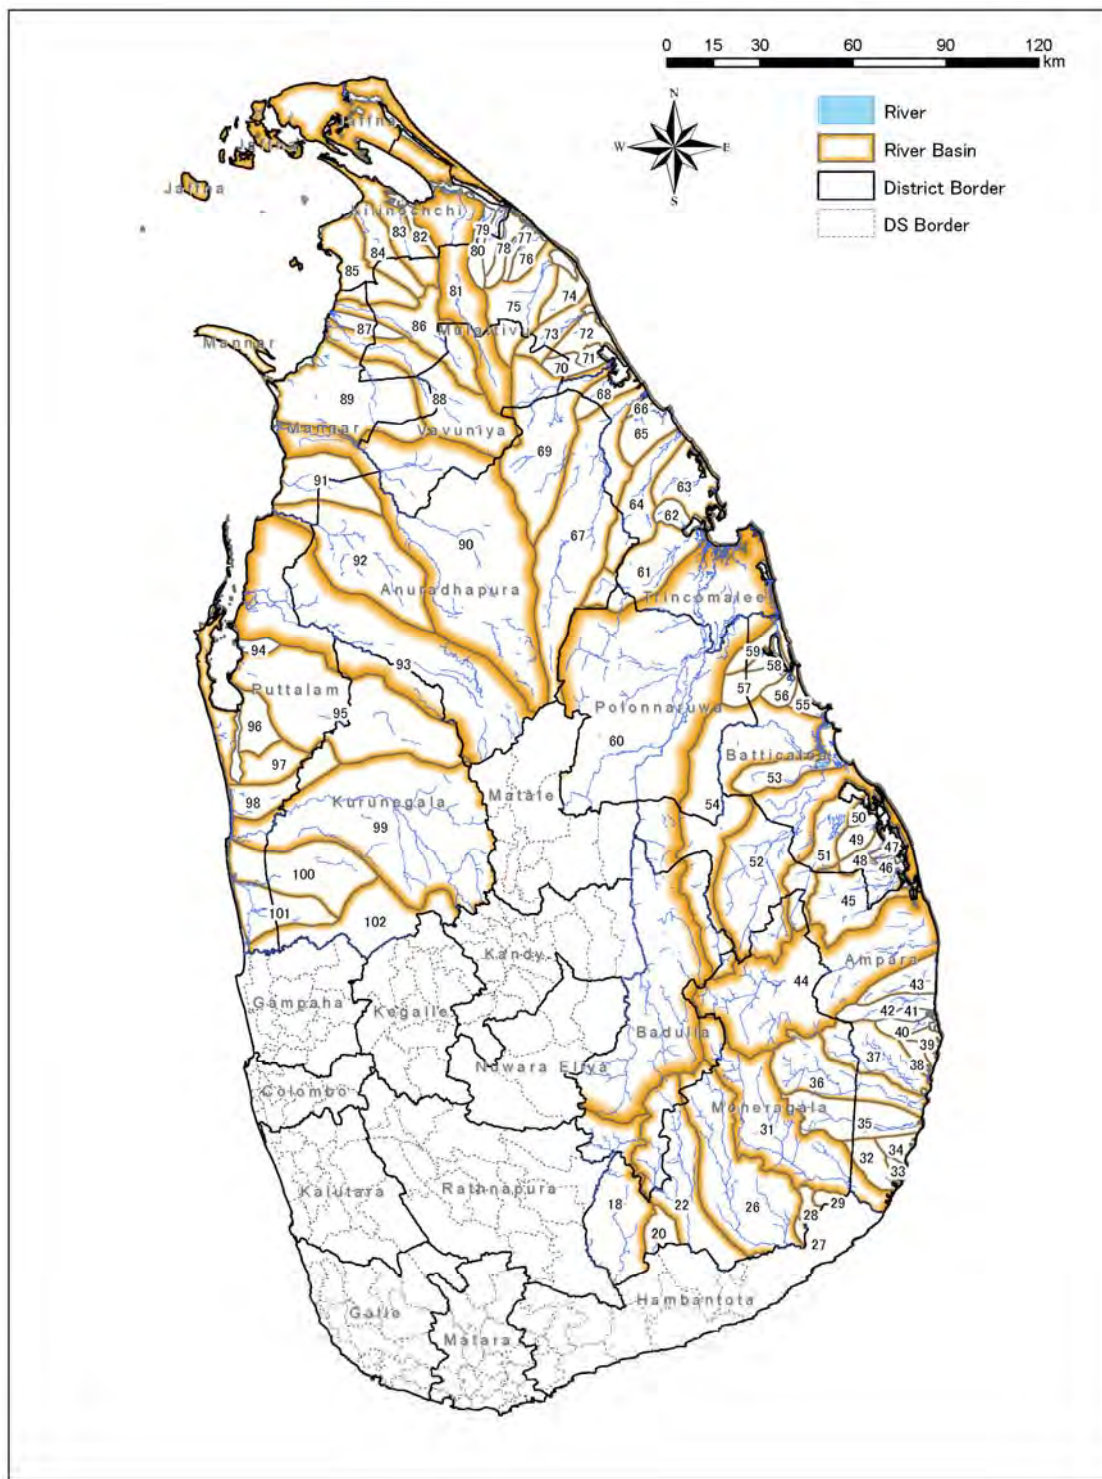 0 15 30 60 90 120
km
N
W E
S
River
River Basin
District Border
DS Border
Jaffna
Jaffna
Jaffna
Kilinochchi
83 82 79 77
84 80 78 76
85 81 74
75
87 86 Mulaitivu 73 72
Mannar 71
70
89 88 68
66
Mannar Vavuniya 65
69
91 63
64 62
90 67
92 61
Anuradhapura Trincomalee
94 93 59 58
Puttalam 57 56
95 Polonnaruwa 55
96 60 Batticaloa
97 53
98 Matale 54
Kurunegala 50
99 49 47
52 51 48 46
100 45
101 102
Kandy Ampara
44
Gampaha Kegalle 43
42 41
Badulla 40
39
Nuwara Eliya 37 38
Colombo 36
Moneragala
31 35
32 34
33
Kalutara Rathnapura
18 22 26 28 29
20 27
Hambantota
Galle
Matara